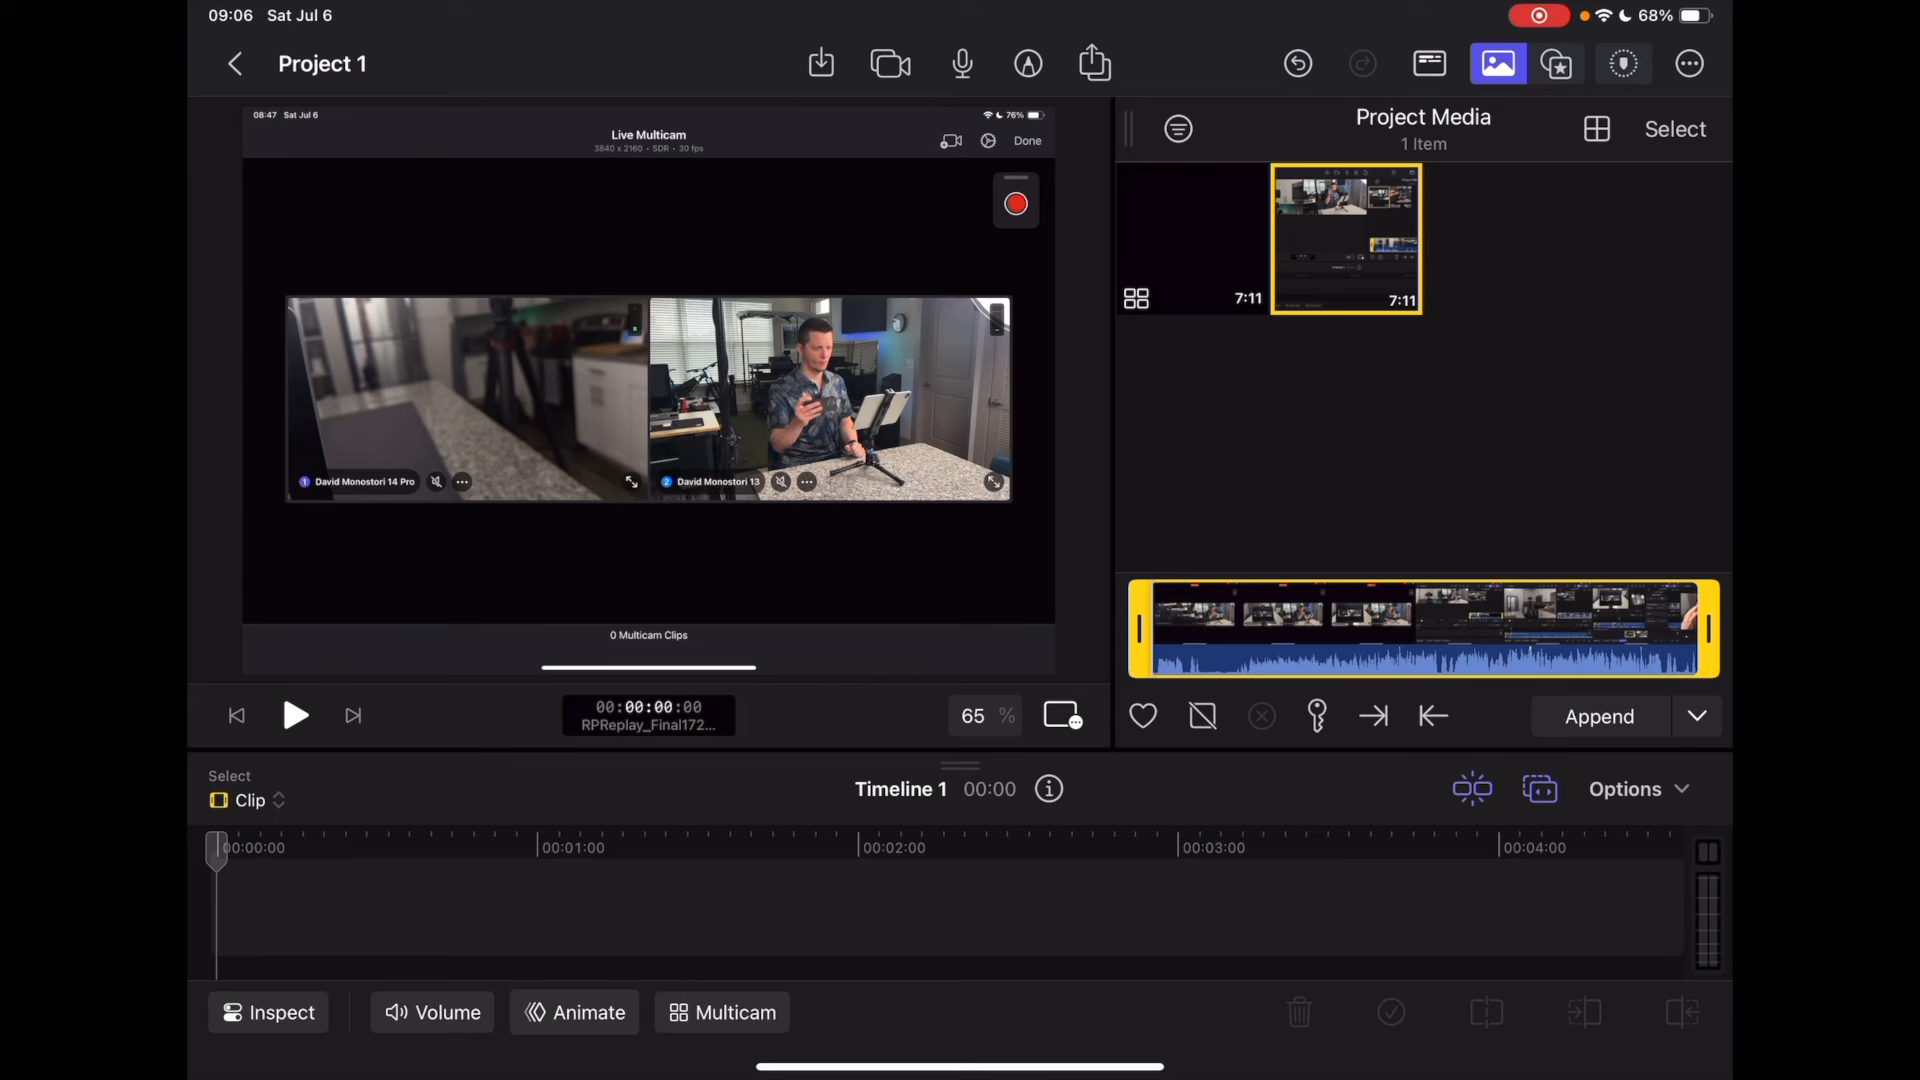 09:06 Sat Jul 6
68%
Project 1
08:47 Sat Jul 6
76%
Live Multicam
3840 x 2160 • SDR • 30 fps
Done
1 David Monostori 14 Pro
2 David Monostori 13
0 Multicam Clips
Project Media
1 Item
Select
7:11
7:11
00:00:00:00
RPReplay_Final172...
65 %
Append
Select
Clip
Timeline 1 00:00
Options
00:00:00
00:01:00
00:02:00
00:03:00
00:04:00
Inspect
Volume
Animate
Multicam